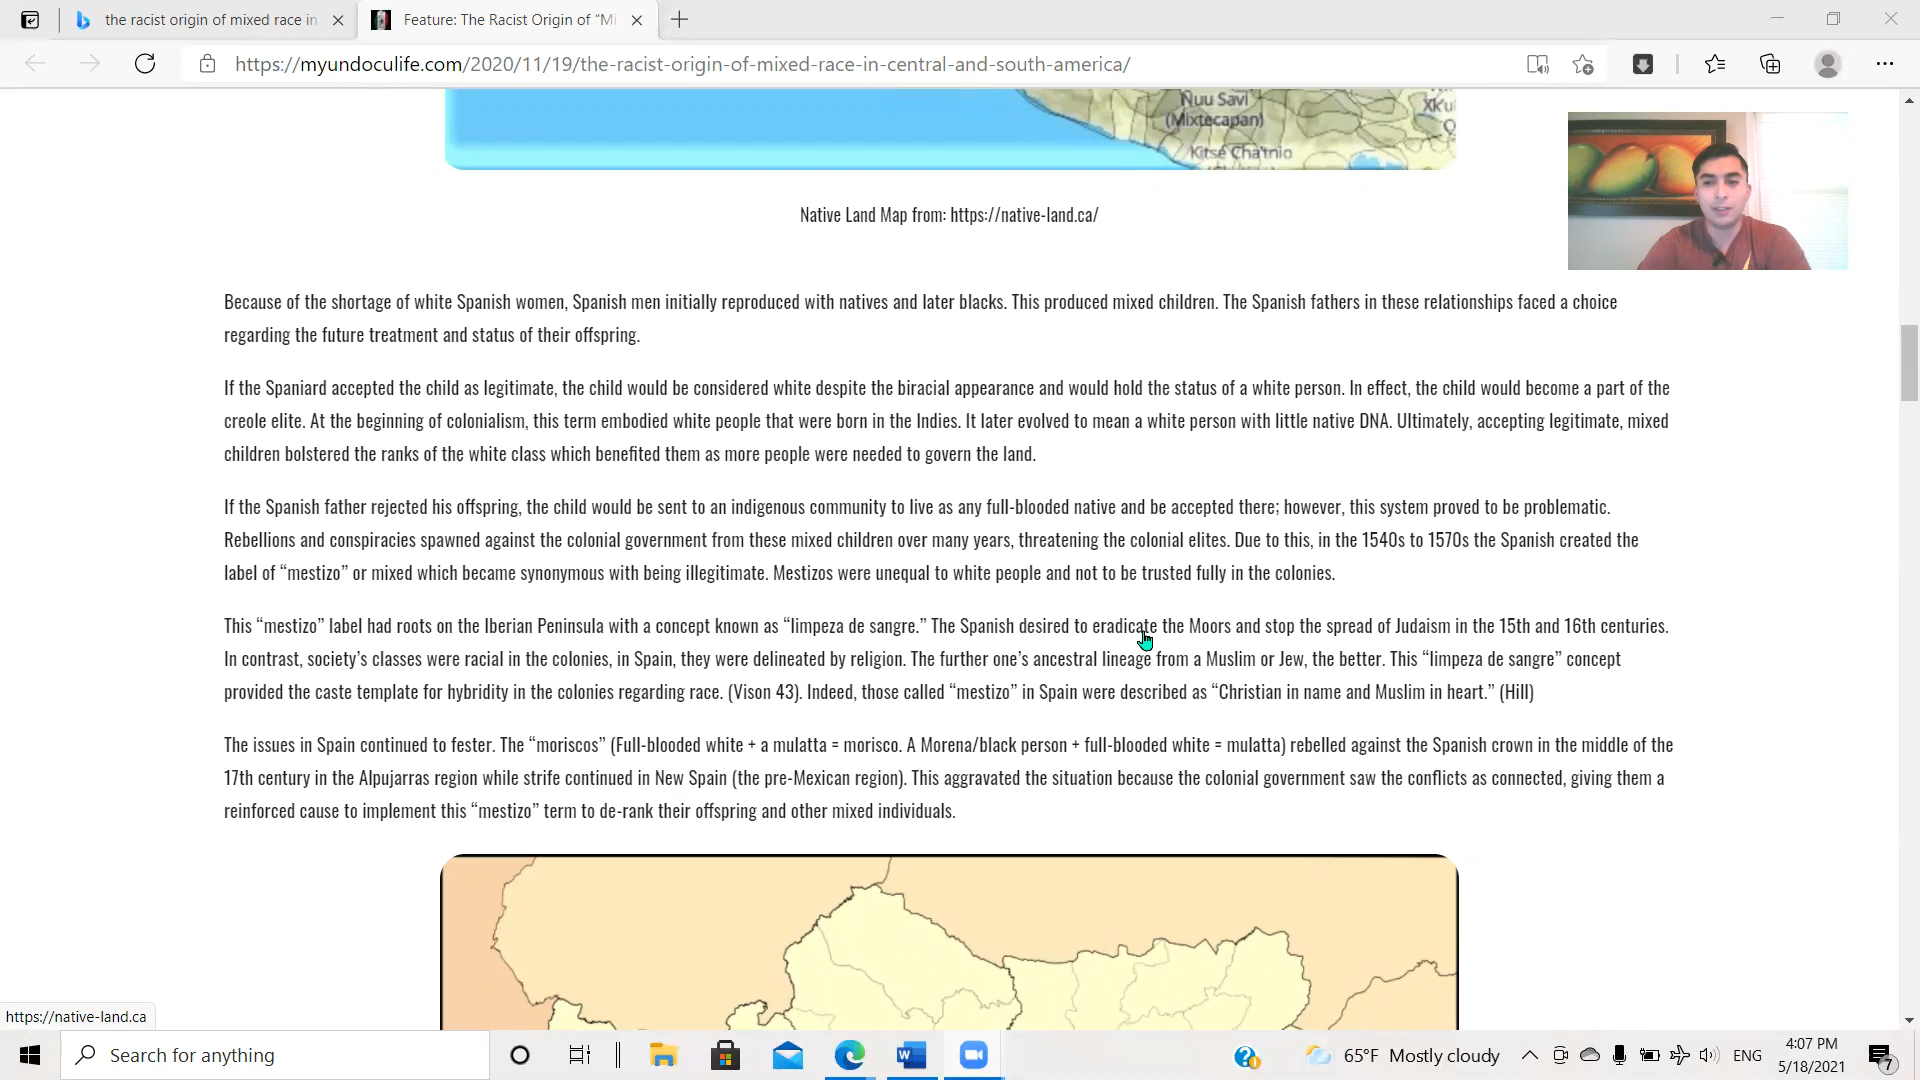 the racist origin of mixed race in
Feature: The Racist Origin of “Mi
https://myundoculife.com/2020/11/19/the-racist-origin-of-mixed-race-in-central-and-south-america/
Nuu Savi
(Mixtecapan)
Kitse Cha'tnio
Native Land Map from: https://native-land.ca/
Because of the shortage of white Spanish women, Spanish men initially reproduced with natives and later blacks. This produced mixed children. The Spanish fathers in these relationships faced a choice
regarding the future treatment and status of their offspring.
If the Spaniard accepted the child as legitimate, the child would be considered white despite the biracial appearance and would hold the status of a white person. In effect, the child would become a part of the
creole elite. At the beginning of colonialism, this term embodied white people that were born in the Indies. It later evolved to mean a white person with little native DNA. Ultimately, accepting legitimate, mixed
children bolstered the ranks of the white class which benefited them as more people were needed to govern the land.
If the Spanish father rejected his offspring, the child would be sent to an indigenous community to live as any full-blooded native and be accepted there; however, this system proved to be problematic.
Rebellions and conspiracies spawned against the colonial government from these mixed children over many years, threatening the colonial elites. Due to this, in the 1540s to 1570s the Spanish created the
label of “mestizo” or mixed which became synonymous with being illegitimate. Mestizos were unequal to white people and not to be trusted fully in the colonies.
This “mestizo” label had roots on the Iberian Peninsula with a concept known as “limpeza de sangre.” The Spanish desired to eradicate the Moors and stop the spread of Judaism in the 15th and 16th centuries.
In contrast, society’s classes were racial in the colonies, in Spain, they were delineated by religion. The further one’s ancestral lineage from a Muslim or Jew, the better. This “limpeza de sangre” concept
provided the caste template for hybridity in the colonies regarding race. (Vison 43). Indeed, those called “mestizo” in Spain were described as “Christian in name and Muslim in heart.” (Hill)
The issues in Spain continued to fester. The “moriscos” (Full-blooded white + a mulatta = morisco. A Morena/black person + full-blooded white = mulatta) rebelled against the Spanish crown in the middle of the
17th century in the Alpujarras region while strife continued in New Spain (the pre-Mexican region). This aggravated the situation because the colonial government saw the conflicts as connected, giving them a
reinforced cause to implement this “mestizo” term to de-rank their offspring and other mixed individuals.
https://native-land.ca
Search for anything
65°F Mostly cloudy
ENG
4:07 PM
5/18/2021
7